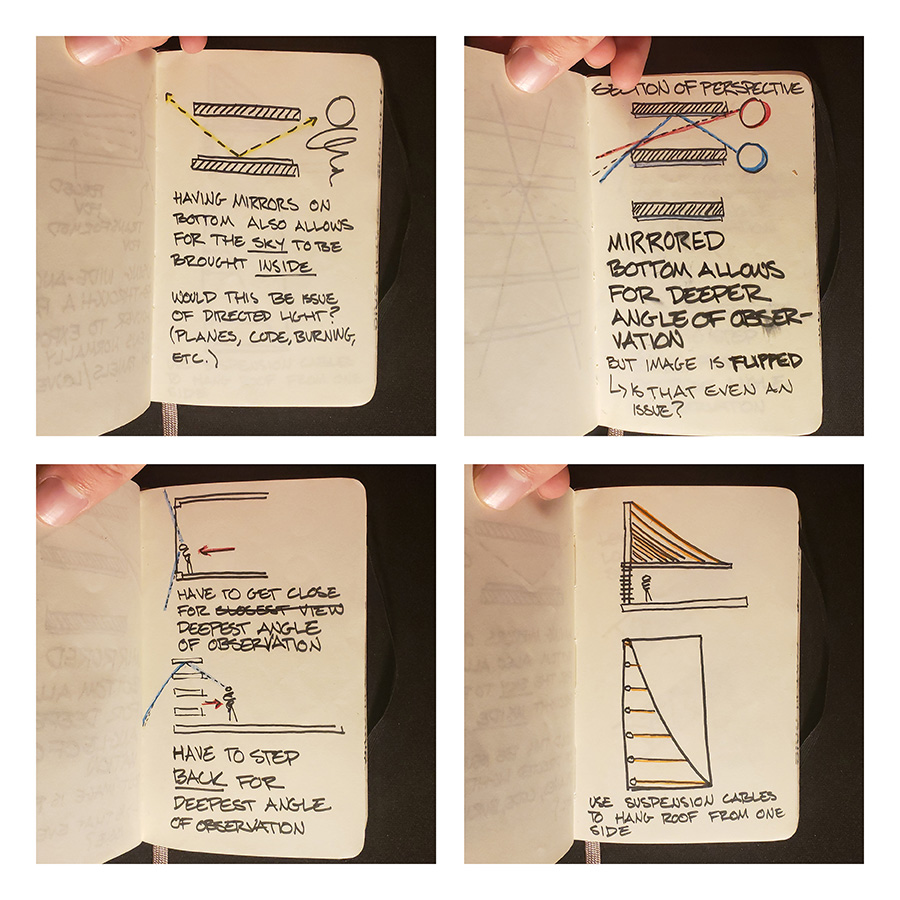 HAVING MIRRORS ON
BOTTOM ALSO ALLOWS
FOR THE SKY TO BE
BROUGHT INSIDE
WOULD THIS BE ISSUE
OF DIRECTED LIGHT?
(PLANES, CODE, BURNING,
ETC.)
SECTION OF PERSPECTIVE
MIRRORED
BOTTOM ALLOWS
FOR DEEPER
ANGLE OF OBSER-
VATION
BUT IMAGE IS FLIPPED
↳ IS THAT EVEN AN
ISSUE?
HAVE TO GET CLOSE
FOR CLOSEST VIEW
DEEPEST ANGLE
OF OBSERVATION
HAVE TO STEP
BACK FOR
DEEPEST ANGLE
OF OBSERVATION
USE SUSPENSION CABLES
TO HANG ROOF FROM ONE
SIDE